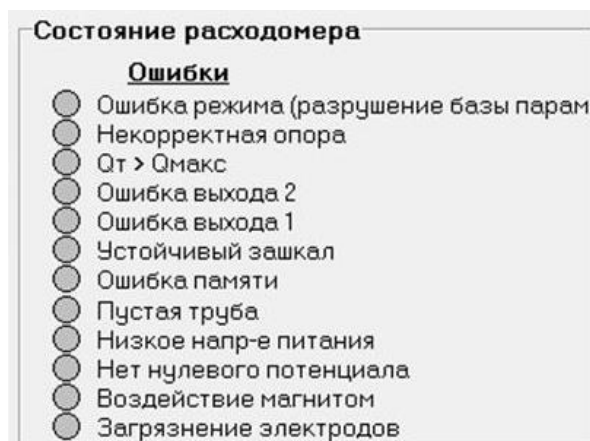 Состояние расходомера
Ошибки
Ошибка режима (разрушение базы парам
Некорректная опора
Qт > Qмакс
Ошибка выхода 2
Ошибка выхода 1
Устойчивый зашкал
Ошибка памяти
Пустая труба
Низкое напр-е питания
Нет нулевого потенциала
Воздействие магнитом
Загрязнение электродов